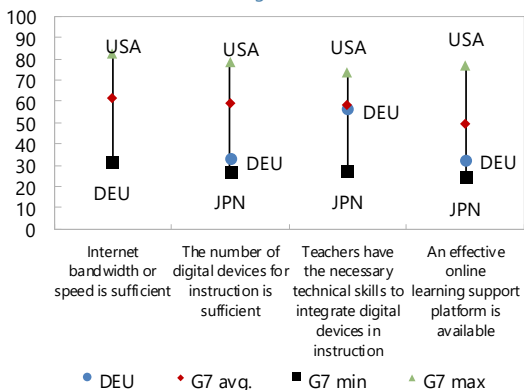 100
90
80
70
60
50
40
30
20
10
0
USA
USA
USA
USA
DEU
DEU
DEU
DEU
JPN
JPN
JPN
Internet
bandwidth or
speed is sufficient
The number of
digital devices for
instruction is
sufficient
Teachers have
the necessary
technical skills to
integrate digital
devices in
instruction
An effective
online
learning support
platform is
available
DEU
G7 avg.
G7 min
G7 max